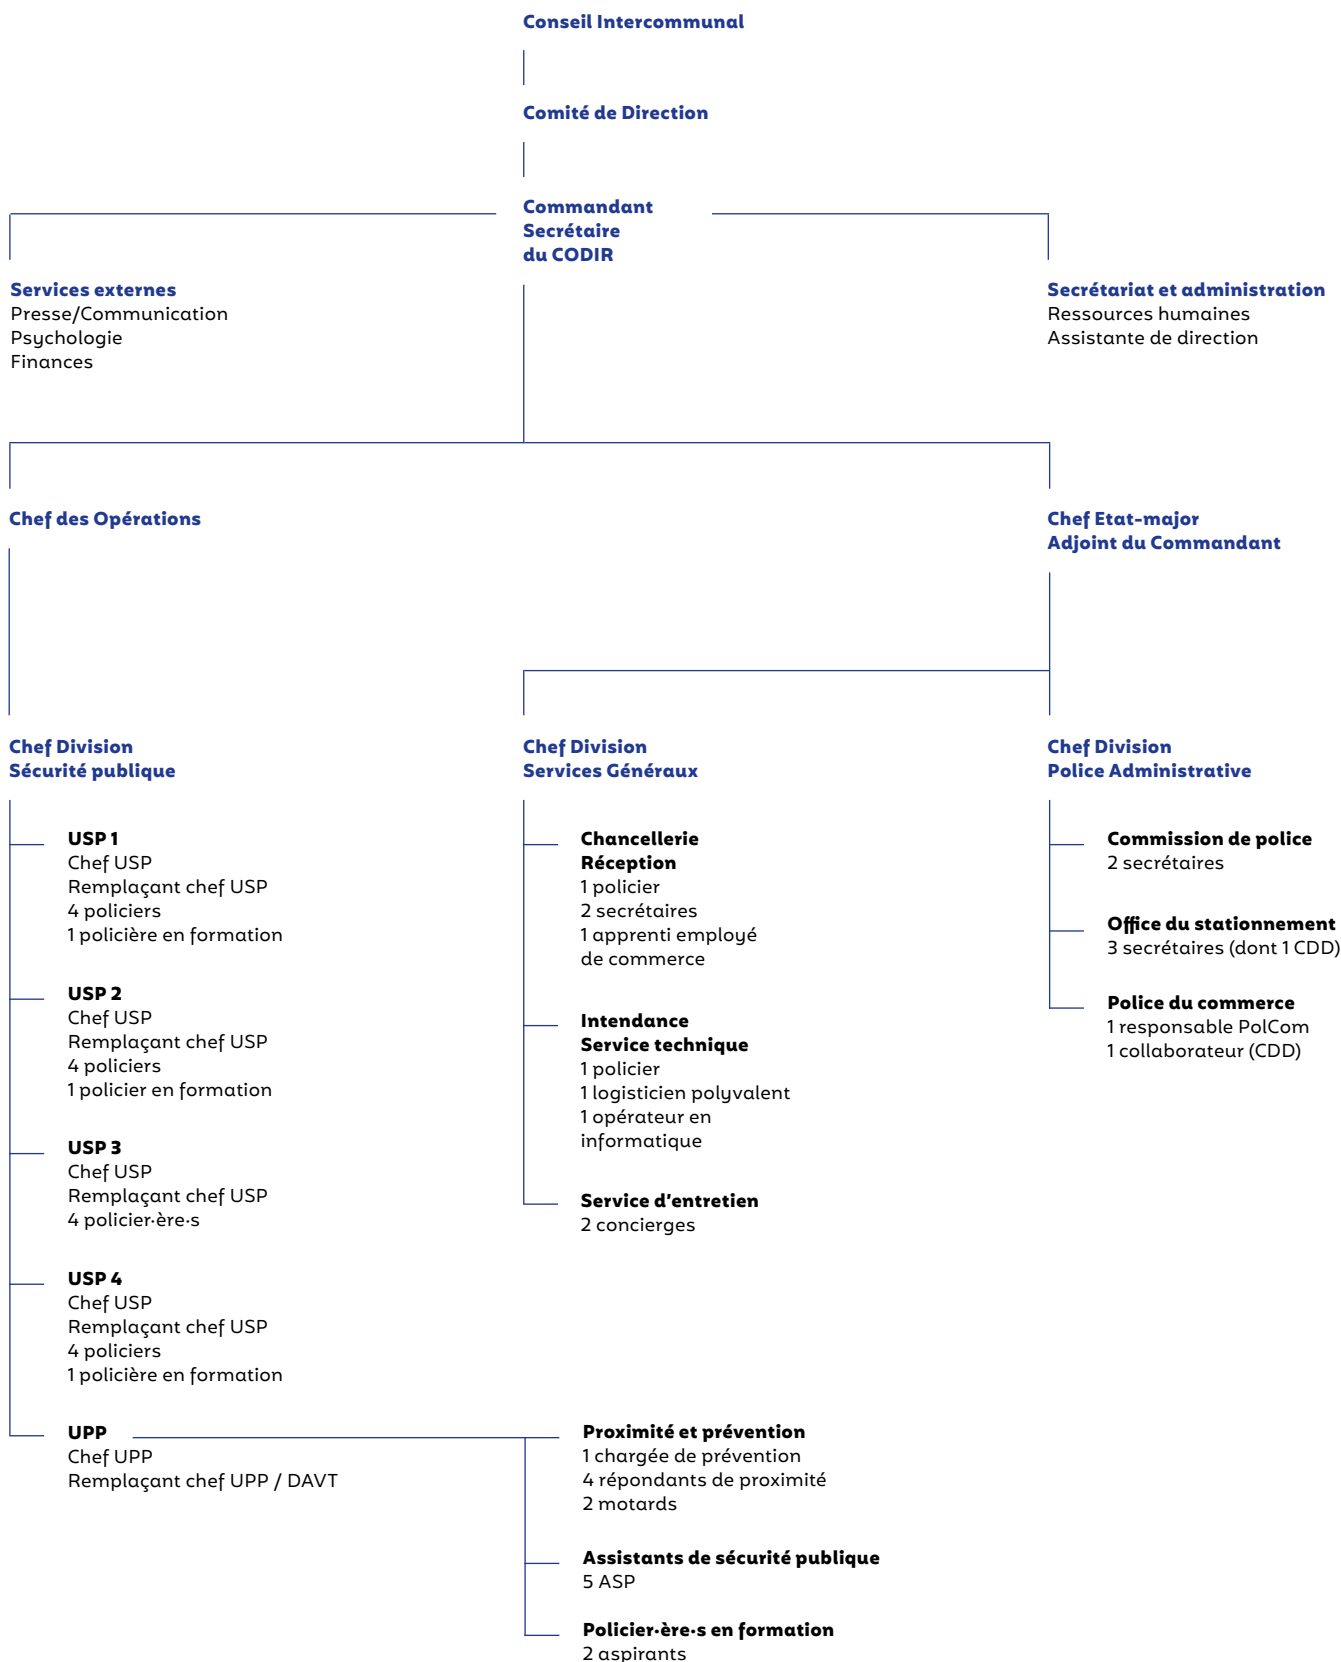 Conseil Intercommunal
Comité de Direction
Commandant
Secrétaire
du CODIR
Services externes
Presse/Communication
Psychologie
Finances
Secrétariat et administration
Ressources humaines
Assistante de direction
Chef des Opérations
Chef Etat-major
Adjoint du Commandant
Chef Division
Sécurité publique
USP 1
Chef USP
Remplaçant chef USP
4 policiers
1 policière en formation
USP 2
Chef USP
Remplaçant chef USP
4 policiers
1 policier en formation
USP 3
Chef USP
Remplaçant chef USP
4 policier·ère·s
USP 4
Chef USP
Remplaçant chef USP
4 policiers
1 policière en formation
UPP
Chef UPP
Remplaçant chef UPP / DAVT
Chef Division
Services Généraux
Chancellerie
Réception
1 policier
2 secrétaires
1 apprenti employé
de commerce
Intendance
Service technique
1 policier
1 logisticien polyvalent
1 opérateur en
informatique
Service d'entretien
2 concierges
Proximité et prévention
1 chargée de prévention
4 répondants de proximité
2 motards
Assistants de sécurité publique
5 ASP
Policier·ère·s en formation
2 aspirants
Chef Division
Police Administrative
Commission de police
2 secrétaires
Office du stationnement
3 secrétaires (dont 1 CDD)
Police du commerce
1 responsable PolCom
1 collaborateur (CDD)